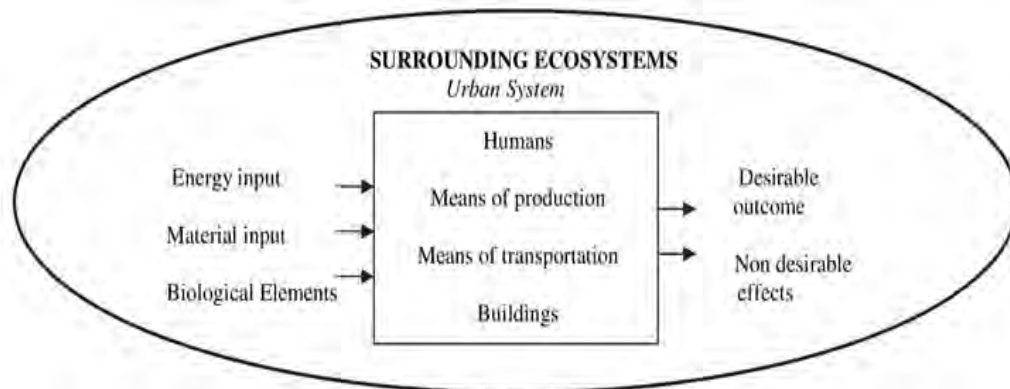 SURROUNDING ECOSYSTEMS
Urban System
Humans
Energy input
Means of production
Material input
Means of transportation
Biological Elements
Buildings
Desirable
outcome
Non desirable
effects